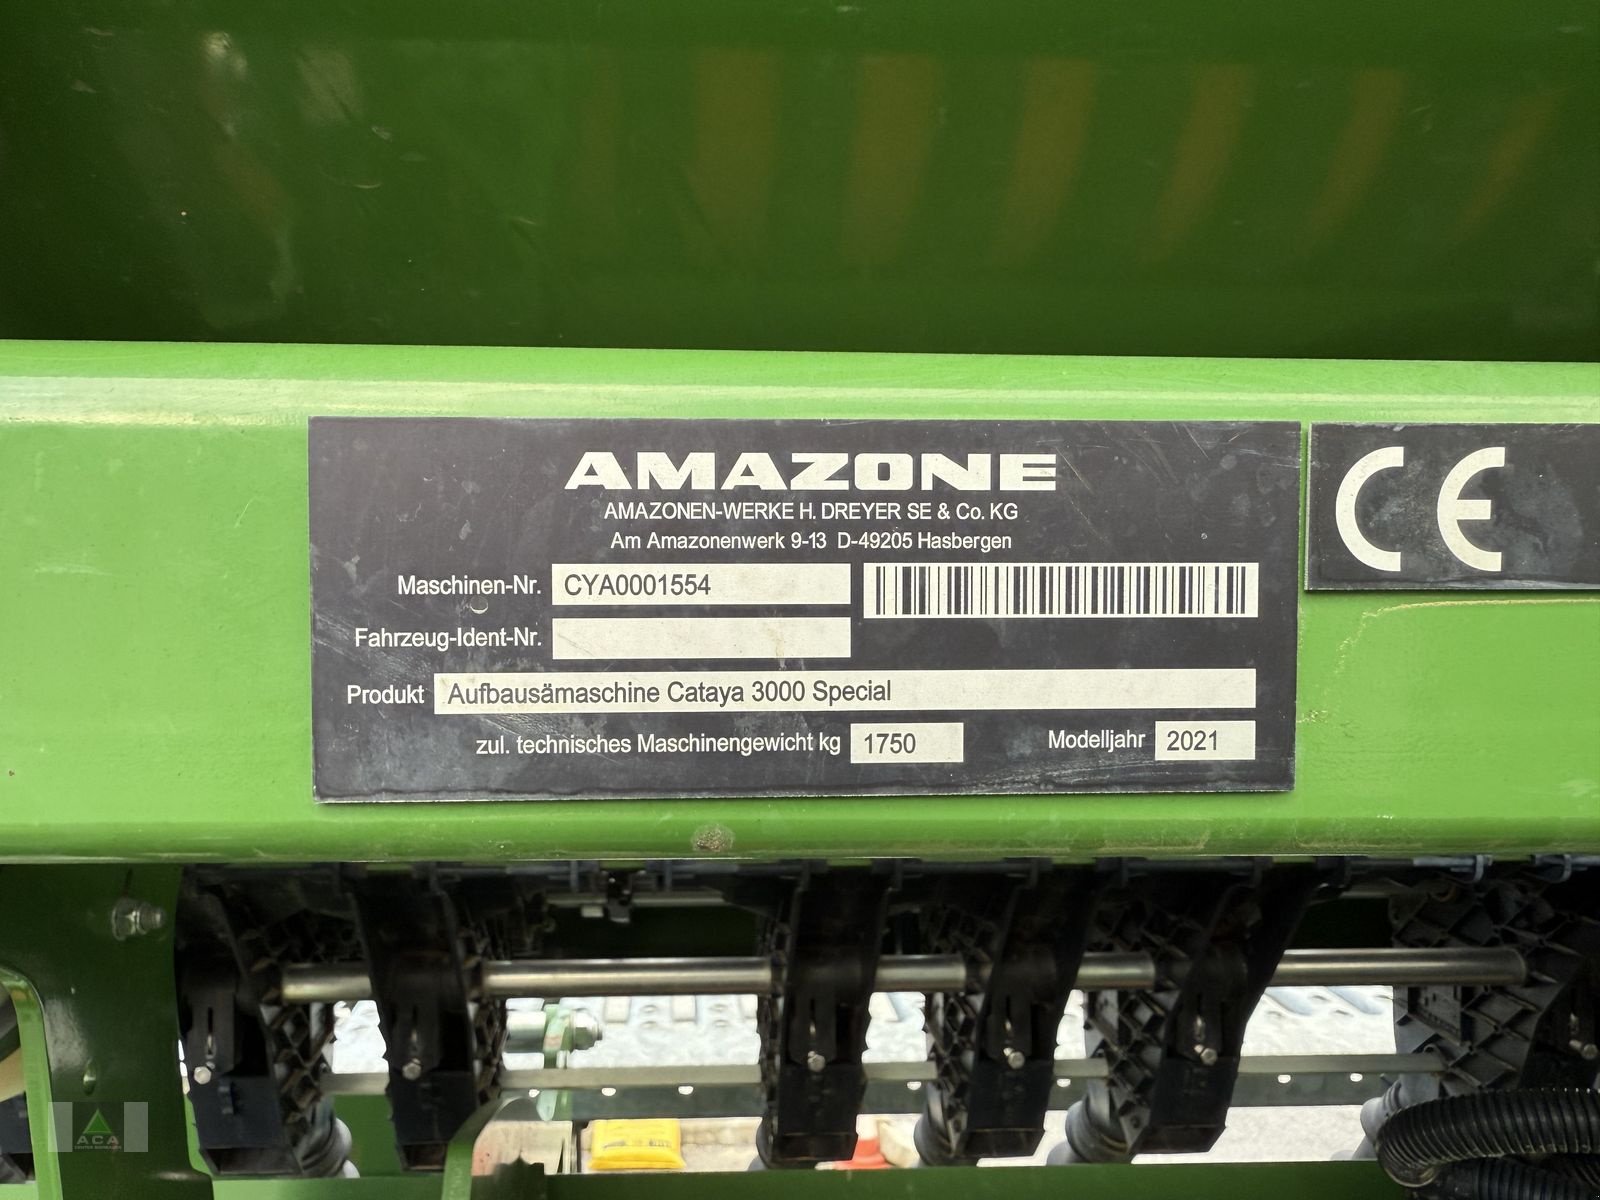 AMAZONE
AMAZONEN-WERKE H. DREYER SE & Co. KG
Am Amazonenwerk 9-13 D-49205 Hasbergen
Maschinen-Nr. CYA0001554
Fahrzeug-Ident-Nr.
Produkt Aufbausämaschine Cataya 3000 Special
zul. technisches Maschinengewicht kg 1750 Modelljahr 2021
CE
ACA